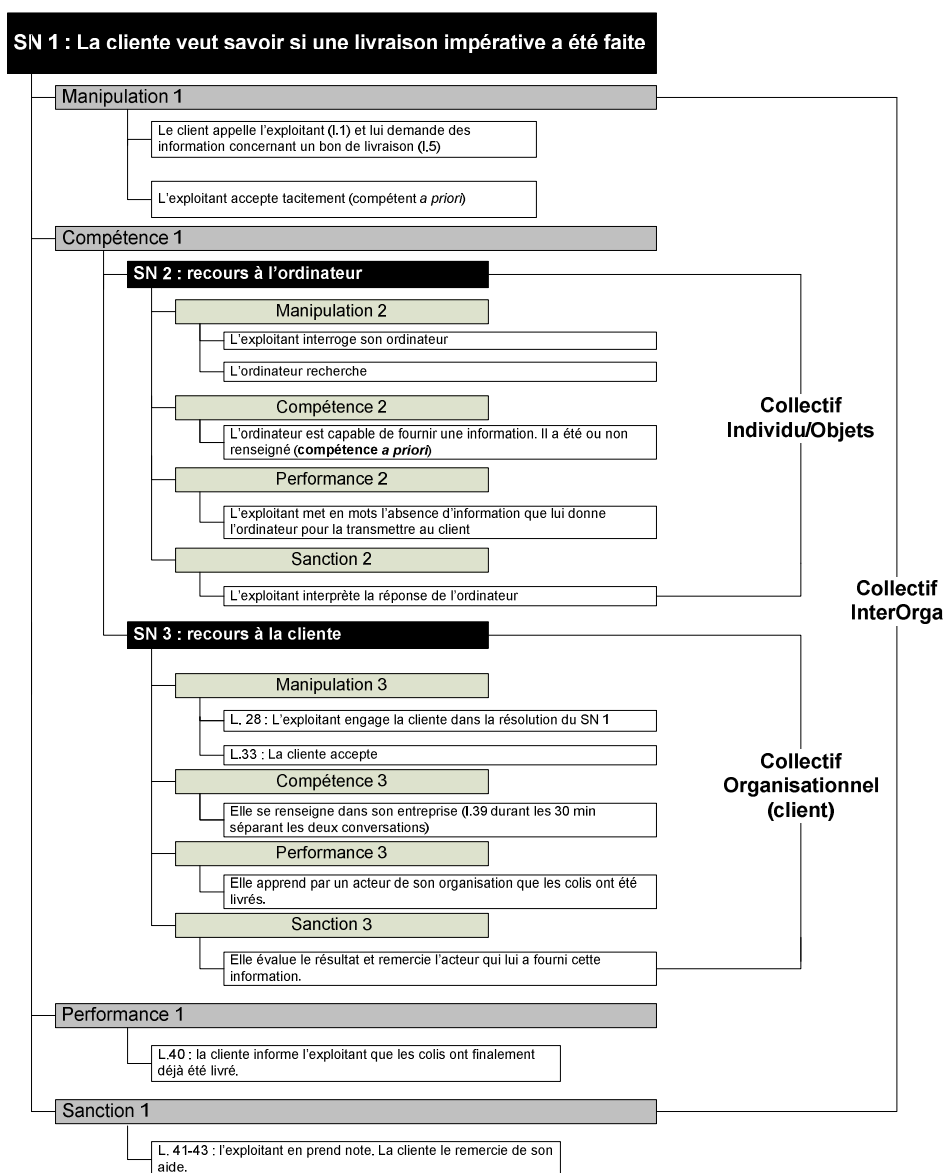 SN 1 : La cliente veut savoir si une livraison impérative a été faite
Manipulation 1
Le client appelle l'exploitant (l.1) et lui demande des
information concernant un bon de livraison (l.5)
L'exploitant accepte tacitement (compétent a priori)
Compétence 1
SN 2 : recours à l'ordinateur
Manipulation 2
L'exploitant interroge son ordinateur
L'ordinateur recherche
Compétence 2
L'ordinateur est capable de fournir une information. Il a été ou non
renseigné (compétence a priori)
Performance 2
L'exploitant met en mots l'absence d'information que lui donne
l'ordinateur pour la transmettre au client
Sanction 2
L'exploitant interprète la réponse de l'ordinateur
Collectif
Individu/Objets
SN 3 : recours à la cliente
Manipulation 3
L. 28 : L'exploitant engage la cliente dans la résolution du SN 1
L.33 : La cliente accepte
Compétence 3
Elle se renseigne dans son entreprise (l.39 durant les 30 min
séparant les deux conversations)
Performance 3
Elle apprend par un acteur de son organisation que les colis ont été
livrés.
Sanction 3
Elle évalue le résultat et remercie l'acteur qui lui a fourni cette
information.
Collectif
Organisationnel
(client)
Performance 1
L.40 : la cliente informe l'exploitant que les colis ont finalement
déjà été livré.
Sanction 1
L. 41-43 : l'exploitant en prend note. La cliente le remercie de son
aide.
Collectif
InterOrga